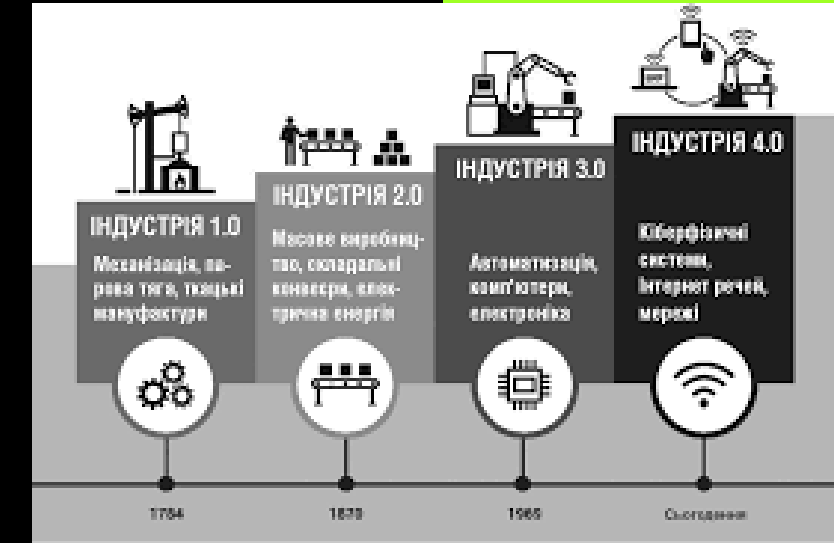 ІНДУСТРІЯ 1.0
Механізація, па-
рова тяга, ткацькі
мануфактури
1784
ІНДУСТРІЯ 2.0
Масове виробниц-
тво, складальні
конвеєри, елек-
трична енергія
1870
ІНДУСТРІЯ 3.0
Автоматизація,
комп'ютери,
електроніка
1969
ІНДУСТРІЯ 4.0
Кіберфізичні
системи,
Інтернет речей,
мережі
Сьогодення